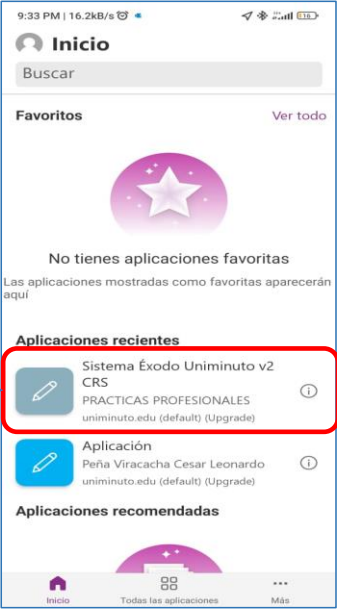 9:33 PM | 16.2kB/s
16
Inicio
Buscar
Favoritos
Ver todo
No tienes aplicaciones favoritas
Las aplicaciones mostradas como favoritas aparecerán
aquí
Aplicaciones recientes
Sistema Éxodo Uniminuto v2
CRS
PRACTICAS PROFESIONALES
uniminuto.edu (default) (Upgrade)
Aplicación
Peña Viracacha Cesar Leonardo
uniminuto.edu (default) (Upgrade)
Aplicaciones recomendadas
Inicio
Todas las aplicaciones
Más